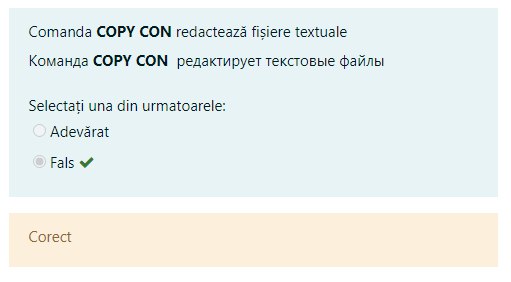 Comanda COPY CON redactează fișiere textuale
Команда COPY CON редактирует текстовые файлы
Selectați una din urmatoarele:
Adevărat
Fals
Corect